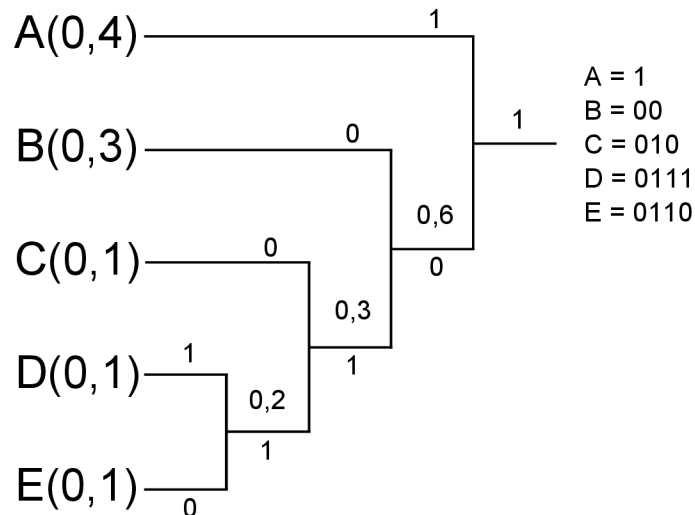 A(0,4)
1
B(0,3)
0
1
A = 1
B = 00
C = 010
D = 0111
E = 0110
0,6
0
C(0,1)
0
0,3
1
D(0,1)
1
0,2
1
E(0,1)
0